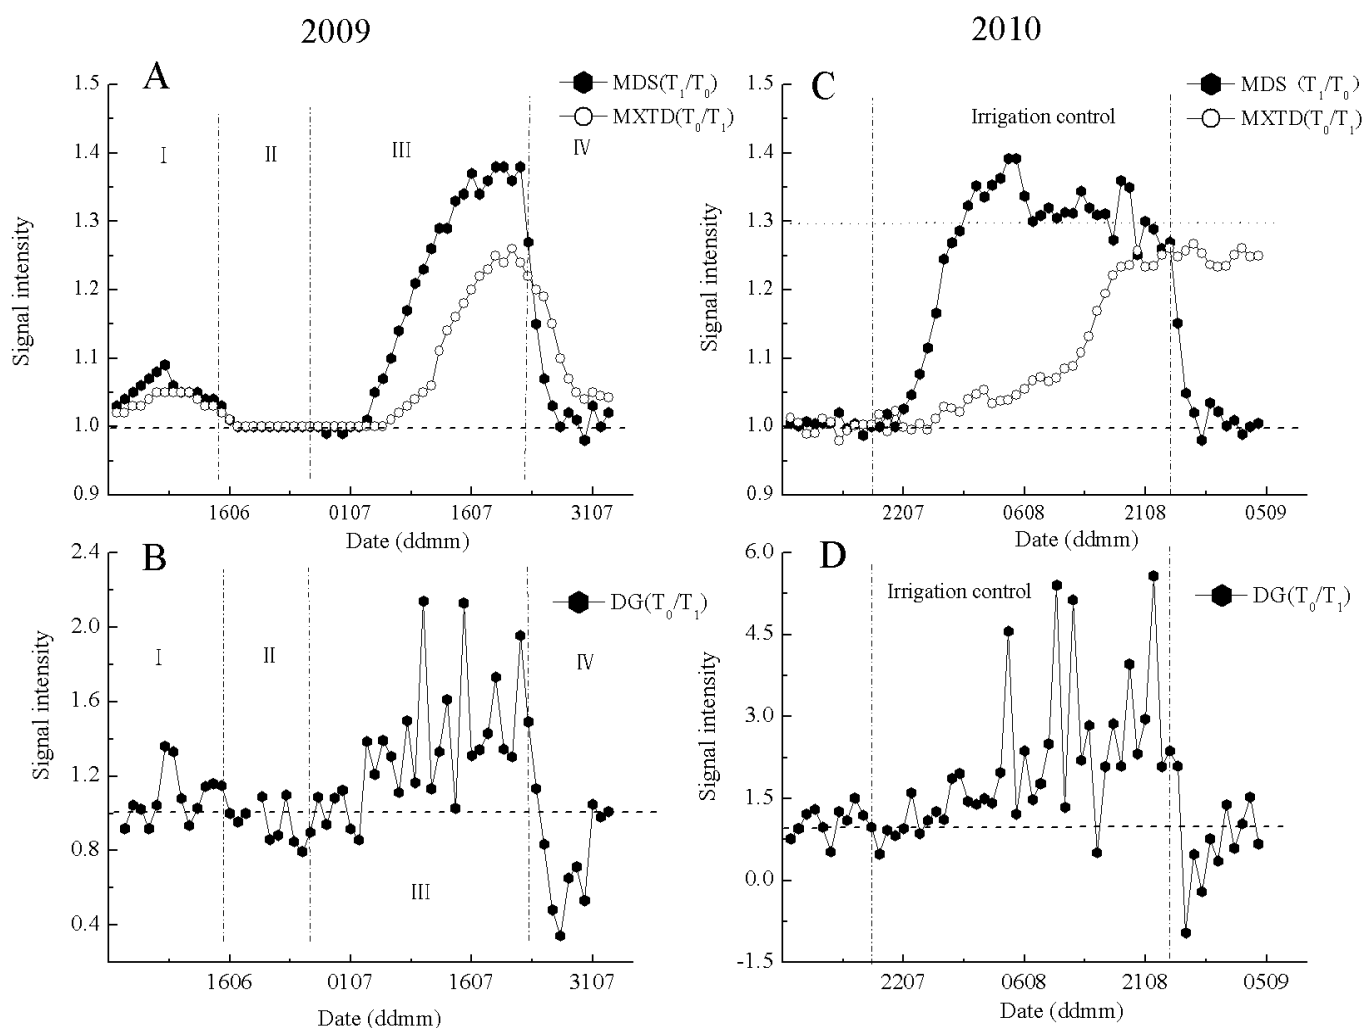 2009
2010
A
MDS(T1/T0)
MXTD(T0/T1)
I
II
III
IV
1.5
1.4
1.3
1.2
1.1
1.0
0.9
Signal intensity
1606
0107
1607
3107
Date (ddmm)
C
MDS (T1/T0)
MXTD(T0/T1)
Irrigation control
1.5
1.4
1.3
1.2
1.1
1.0
0.9
Signal intensity
2207
0608
2108
0509
Date (ddmm)
B
DG(T0/T1)
I
II
III
IV
2.4
2.0
1.6
1.2
0.8
0.4
Signal intensity
1606
0107
1607
3107
Date (ddmm)
D
DG(T0/T1)
Irrigation control
6.0
4.5
3.0
1.5
0.0
-1.5
Signal intensity
2207
0608
2108
0509
Date (ddmm)